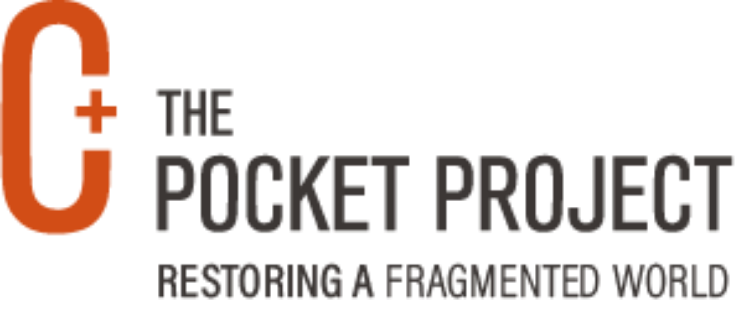 C+
THE
POCKET PROJECT
RESTORING A FRAGMENTED WORLD